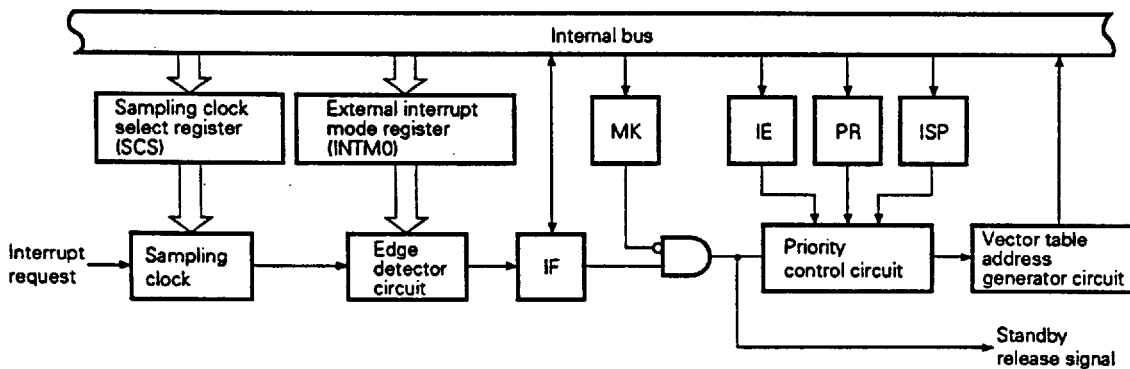 Internal bus
Sampling clock
select register
(SCS)
External interrupt
mode register
(INTM0)
MK
IE
PR
ISP
Interrupt
request
Sampling
clock
Edge
detector
circuit
IF
Priority
control circuit
Vector table
address
generator circuit
Standby
release signal